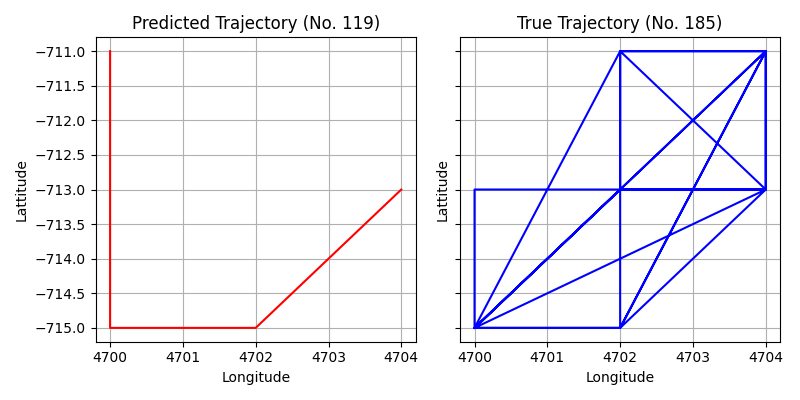 Predicted Trajectory (No. 119)
Lattitude
−711.0
−711.5
−712.0
−712.5
−713.0
−713.5
−714.0
−714.5
−715.0
4700 4701 4702 4703 4704
Longitude
True Trajectory (No. 185)
Lattitude
4700 4701 4702 4703 4704
Longitude